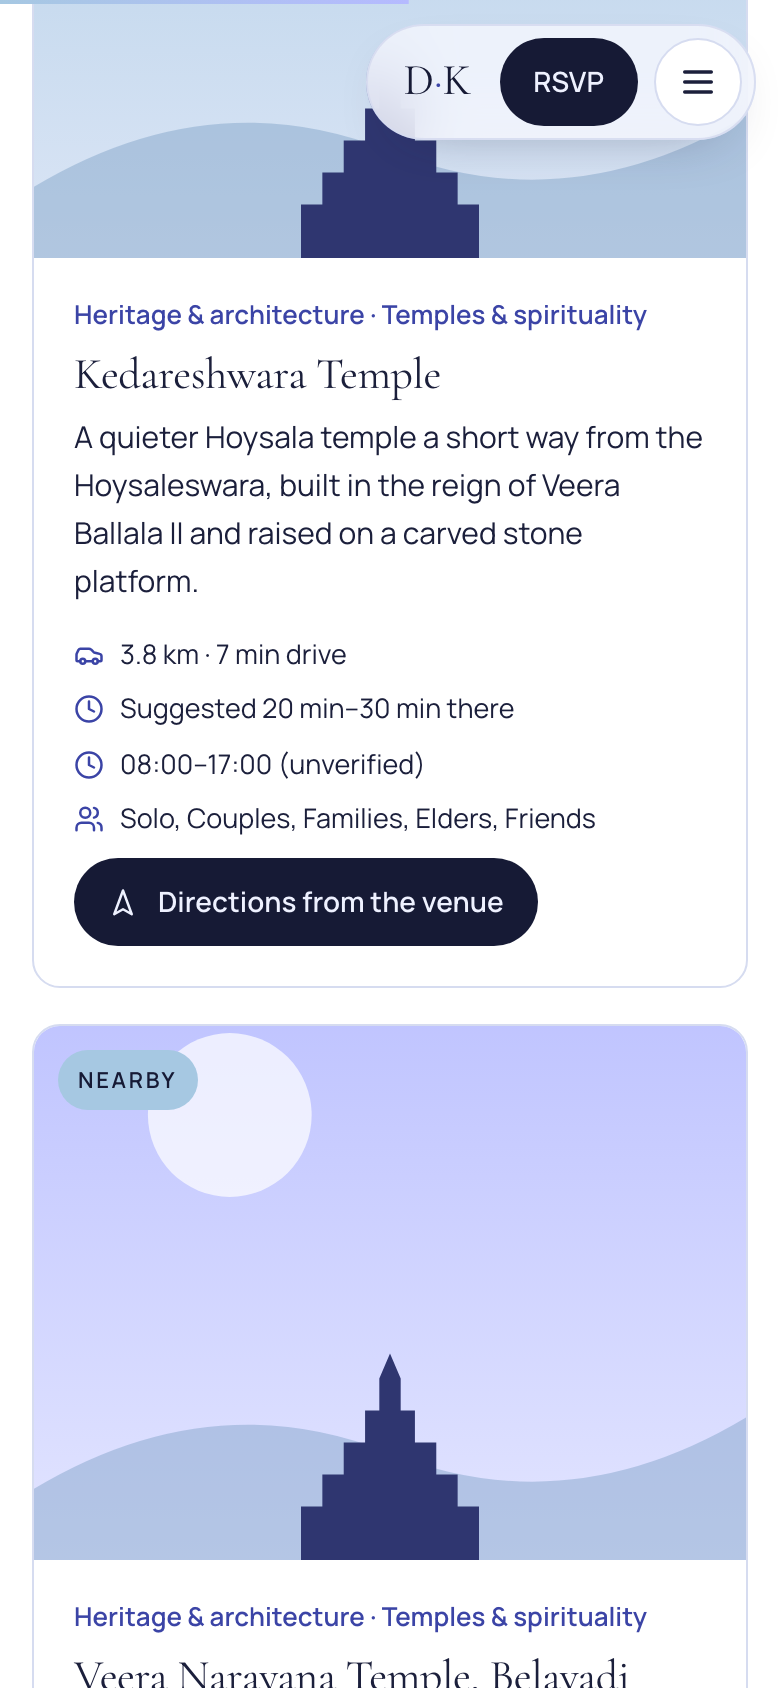 D·K
RSVP
Heritage & architecture · Temples & spirituality
Kedareshwara Temple
A quieter Hoysala temple a short way from the
Hoysaleswara, built in the reign of Veera
Ballala II and raised on a carved stone
platform.
3.8 km · 7 min drive
Suggested 20 min–30 min there
08:00–17:00 (unverified)
Solo, Couples, Families, Elders, Friends
Directions from the venue
NEARBY
Heritage & architecture · Temples & spirituality
Veera Narayana Temple, Belavadi